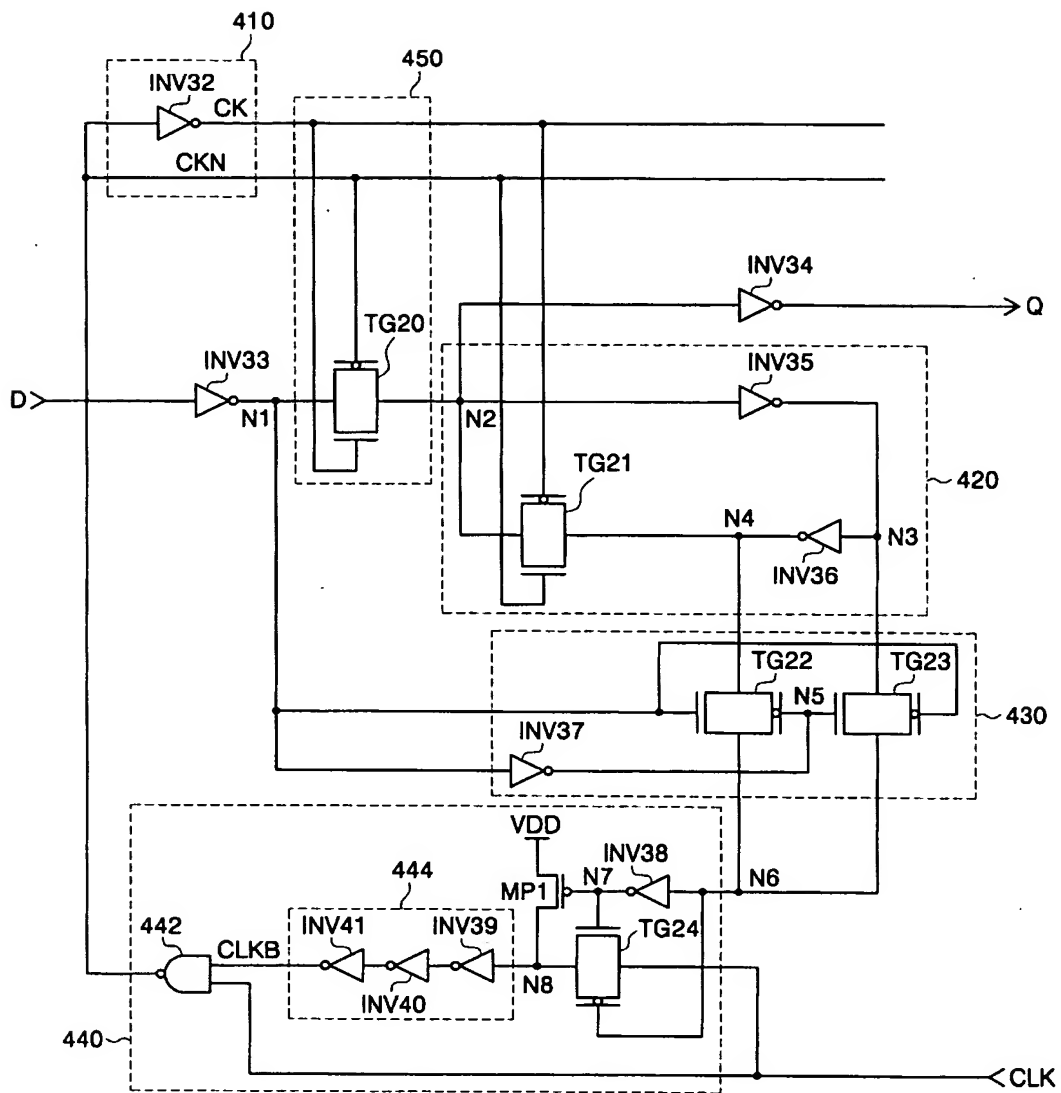 410
INV32
CK
450
CKN
INV34
Q
TG20
INV33
INV35
D
N1
N2
TG21
420
N4
N3
INV36
TG22
TG23
N5
430
INV37
VDD
INV38
444
MP1
N7
N6
INV41
INV39
TG24
442
CLKB
N8
INV40
440
CLK